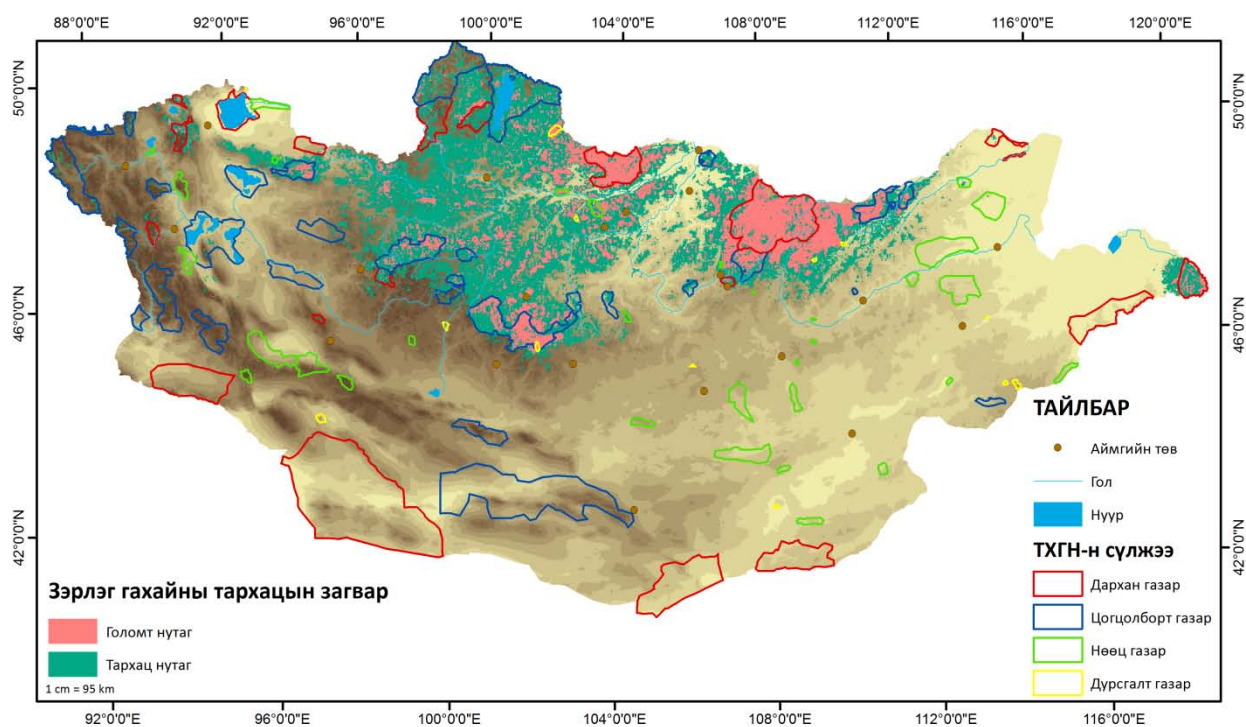 88°0'0"E 92°0'0"E 96°0'0"E 100°0'0"E 104°0'0"E 108°0'0"E 112°0'0"E 116°0'0"E 120°0'0"E
50°0'0"N
50°0'0"N
46°0'0"N
46°0'0"N
42°0'0"N
42°0'0"N
ТАЙЛБАР
Аймгийн төв
Гол
Нуур
ТХГН-н сүлжээ
Дархан газар
Цогцолборт газар
Нөөц газар
Дурсгалт газар
Зэрлэг гахайны тархацын загвар
Голомт нутаг
Тархац нутаг
1 cm = 95 km
92°0'0"E 96°0'0"E 100°0'0"E 104°0'0"E 108°0'0"E 112°0'0"E 116°0'0"E